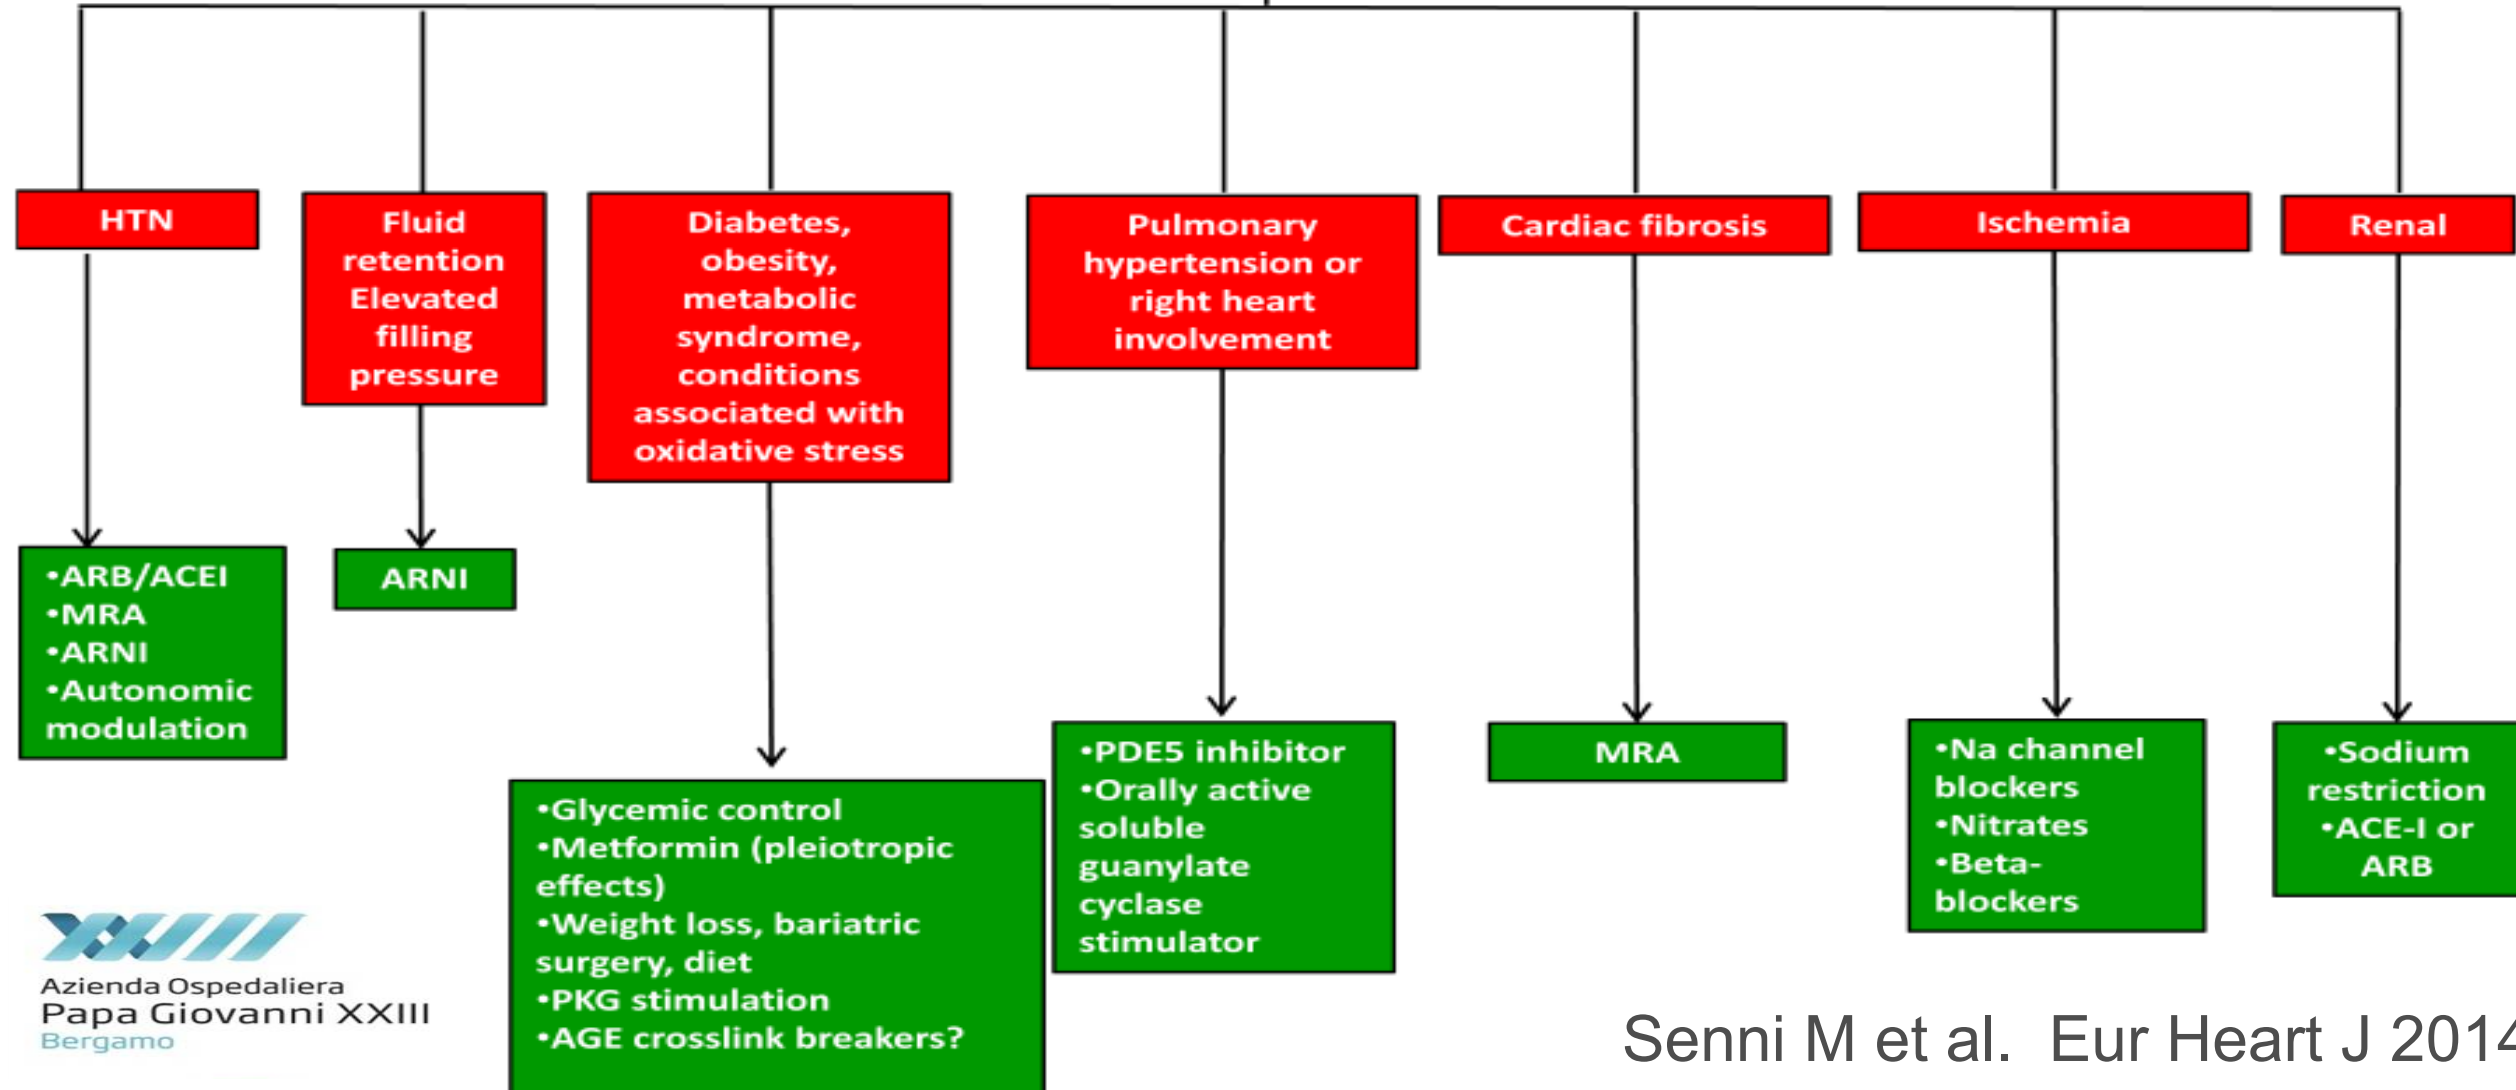 HTN
Fluid
retention
Elevated
filling
pressure
Diabetes,
obesity,
metabolic
syndrome,
conditions
associated with
oxidative stress
Pulmonary
hypertension or
right heart
involvement
Cardiac fibrosis
Ischemia
Renal
•ARB/ACEI
•MRA
•ARNI
•Autonomic
modulation
ARNI
•Glycemic control
•Metformin (pleiotropic
effects)
•Weight loss, bariatric
surgery, diet
•PKG stimulation
•AGE crosslink breakers?
•PDE5 inhibitor
•Orally active
soluble
guanylate
cyclase
stimulator
MRA
•Na channel
blockers
•Nitrates
•Beta-
blockers
•Sodium
restriction
•ACE-I or
ARB
XXIII
Azienda Ospedaliera
Papa Giovanni XXIII
Bergamo
Senni M et al. Eur Heart J 2014